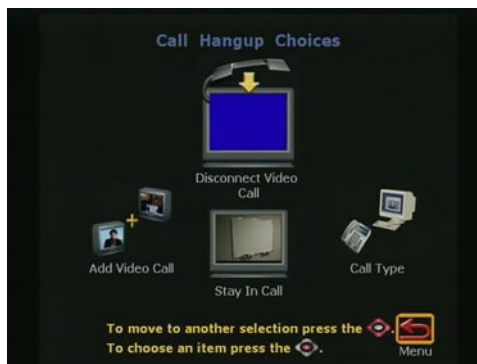 Call Hangup Choices
Disconnect Video
Call
Add Video Call
Stay In Call
Call Type
To move to another selection press the .
To choose an item press the .
Menu